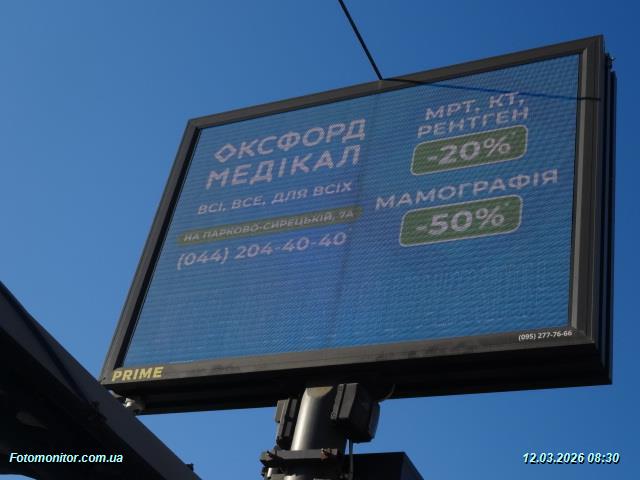 ОКСФОРД
МЕДІКАЛ
ВСІ, ВСЕ, ДЛЯ ВСІХ
НА ПАРКОВО-СИРЕЦЬКІЙ, 7А
(044) 204-40-40
МРТ, КТ,
РЕНТГЕН
-20%*
МАМОГРАФІЯ
-50%*
PRIME
(095) 277-76-66
Fotomonitor.com.ua
12.03.2026 08:30